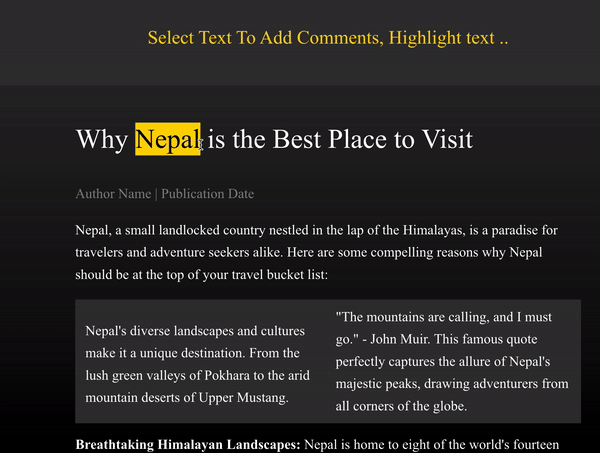 Select Text To Add Comments, Highlight text ..
Why Nepal is the Best Place to Visit
Author Name | Publication Date
Nepal, a small landlocked country nestled in the lap of the Himalayas, is a paradise for
travelers and adventure seekers alike. Here are some compelling reasons why Nepal
should be at the top of your travel bucket list:
Nepal's diverse landscapes and cultures
make it a unique destination. From the
lush green valleys of Pokhara to the arid
mountain deserts of Upper Mustang.
"The mountains are calling, and I must
go." - John Muir. This famous quote
perfectly captures the allure of Nepal's
majestic peaks, drawing adventurers from
all corners of the globe.
Breathtaking Himalayan Landscapes: Nepal is home to eight of the world's fourteen